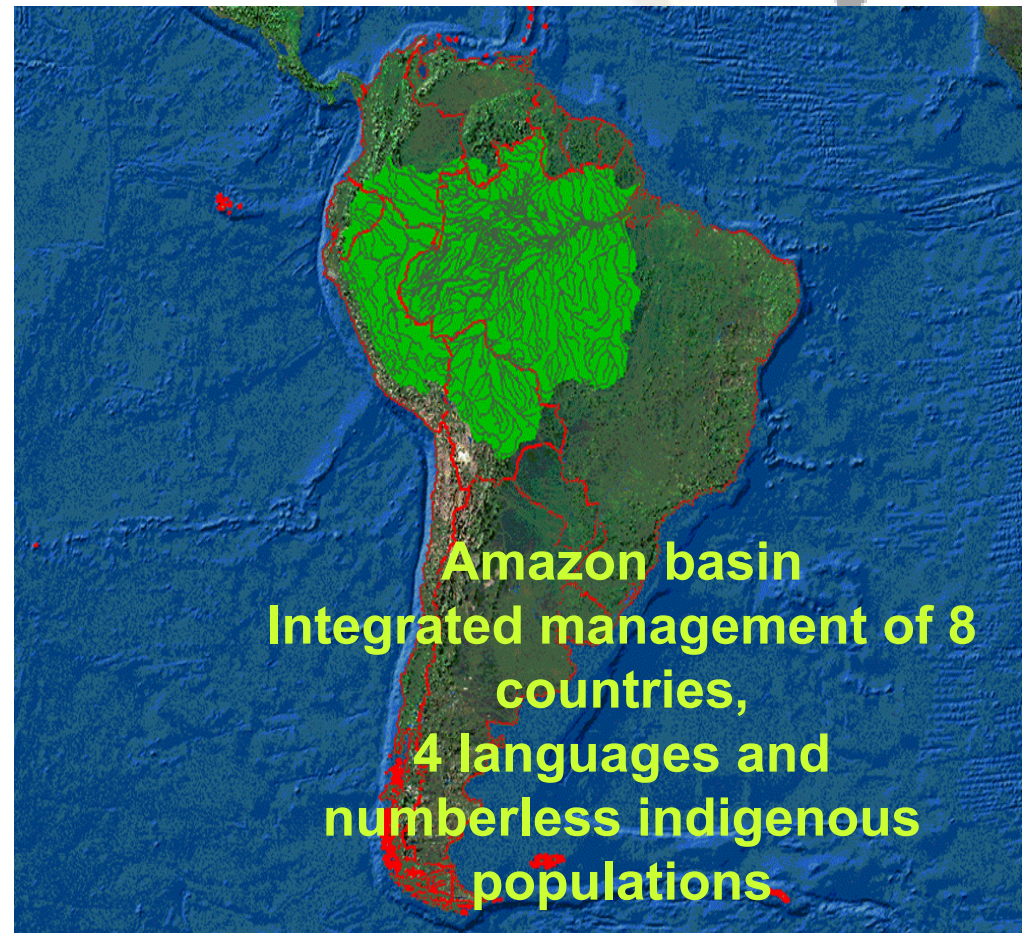 Amazon basin
Integrated management of 8
countries,
4 languages and
numberless indigenous
populations